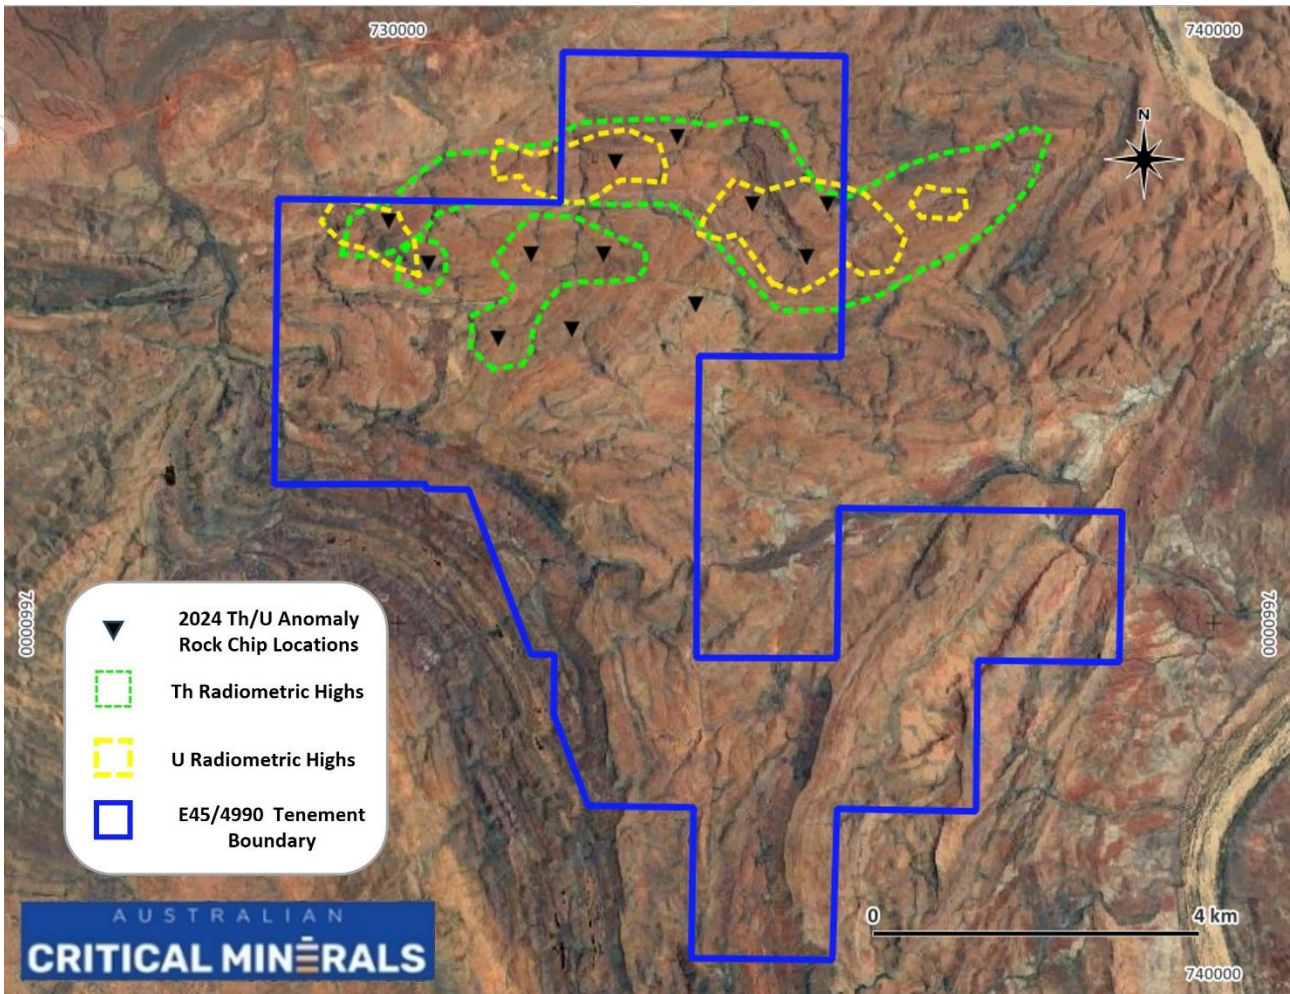 730000
740000
N
7660000
7660000
2024 Th/U Anomaly
Rock Chip Locations
Th Radiometric Highs
U Radiometric Highs
E45/4990 Tenement
Boundary
0
4 km
AUSTRALIAN
CRITICAL MINERALS
740000